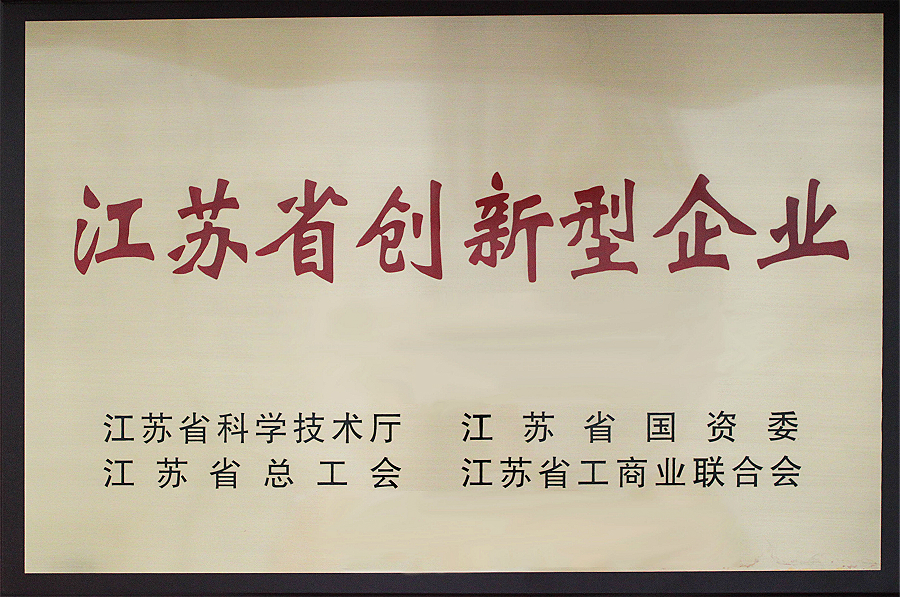 江苏省创新型企业
江苏省科学技术厅 江苏省国资委
江苏省总工会 江苏省工商业联合会